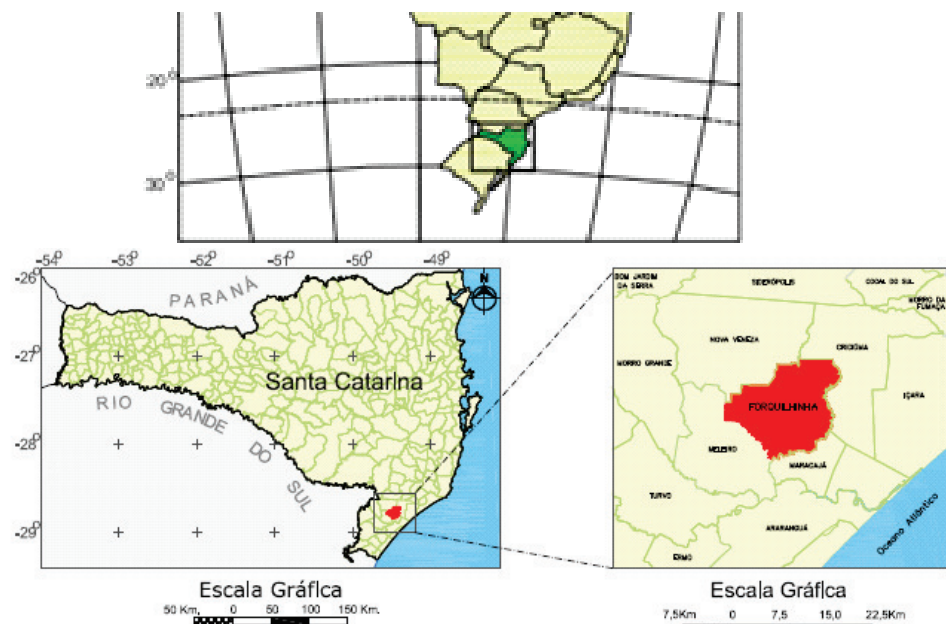 20°
30°
-54° -53° -52° -51° -50° -49°
-26°
-27°
-28°
-29°
PARANÁ
N
Santa Catarina
RIO GRANDE DO SUL
BOM JARDIM
DA SERRA
SIDERÓPOLIS
COCAL DO SUL
MORRO DA
FUMAÇA
NOVA VENEZA
CRICIÚMA
MORRO GRANDE
IÇARA
FORQUILHINHA
MELEIRO
MARACAJÁ
TURVO
ARARANGUÁ
ERMO
Oceano Atlântico
Escala Gráfica
50 Km, 0 50 100 150 Km.
Escala Gráfica
7,5Km 0 7,5 15,0 22,5Km